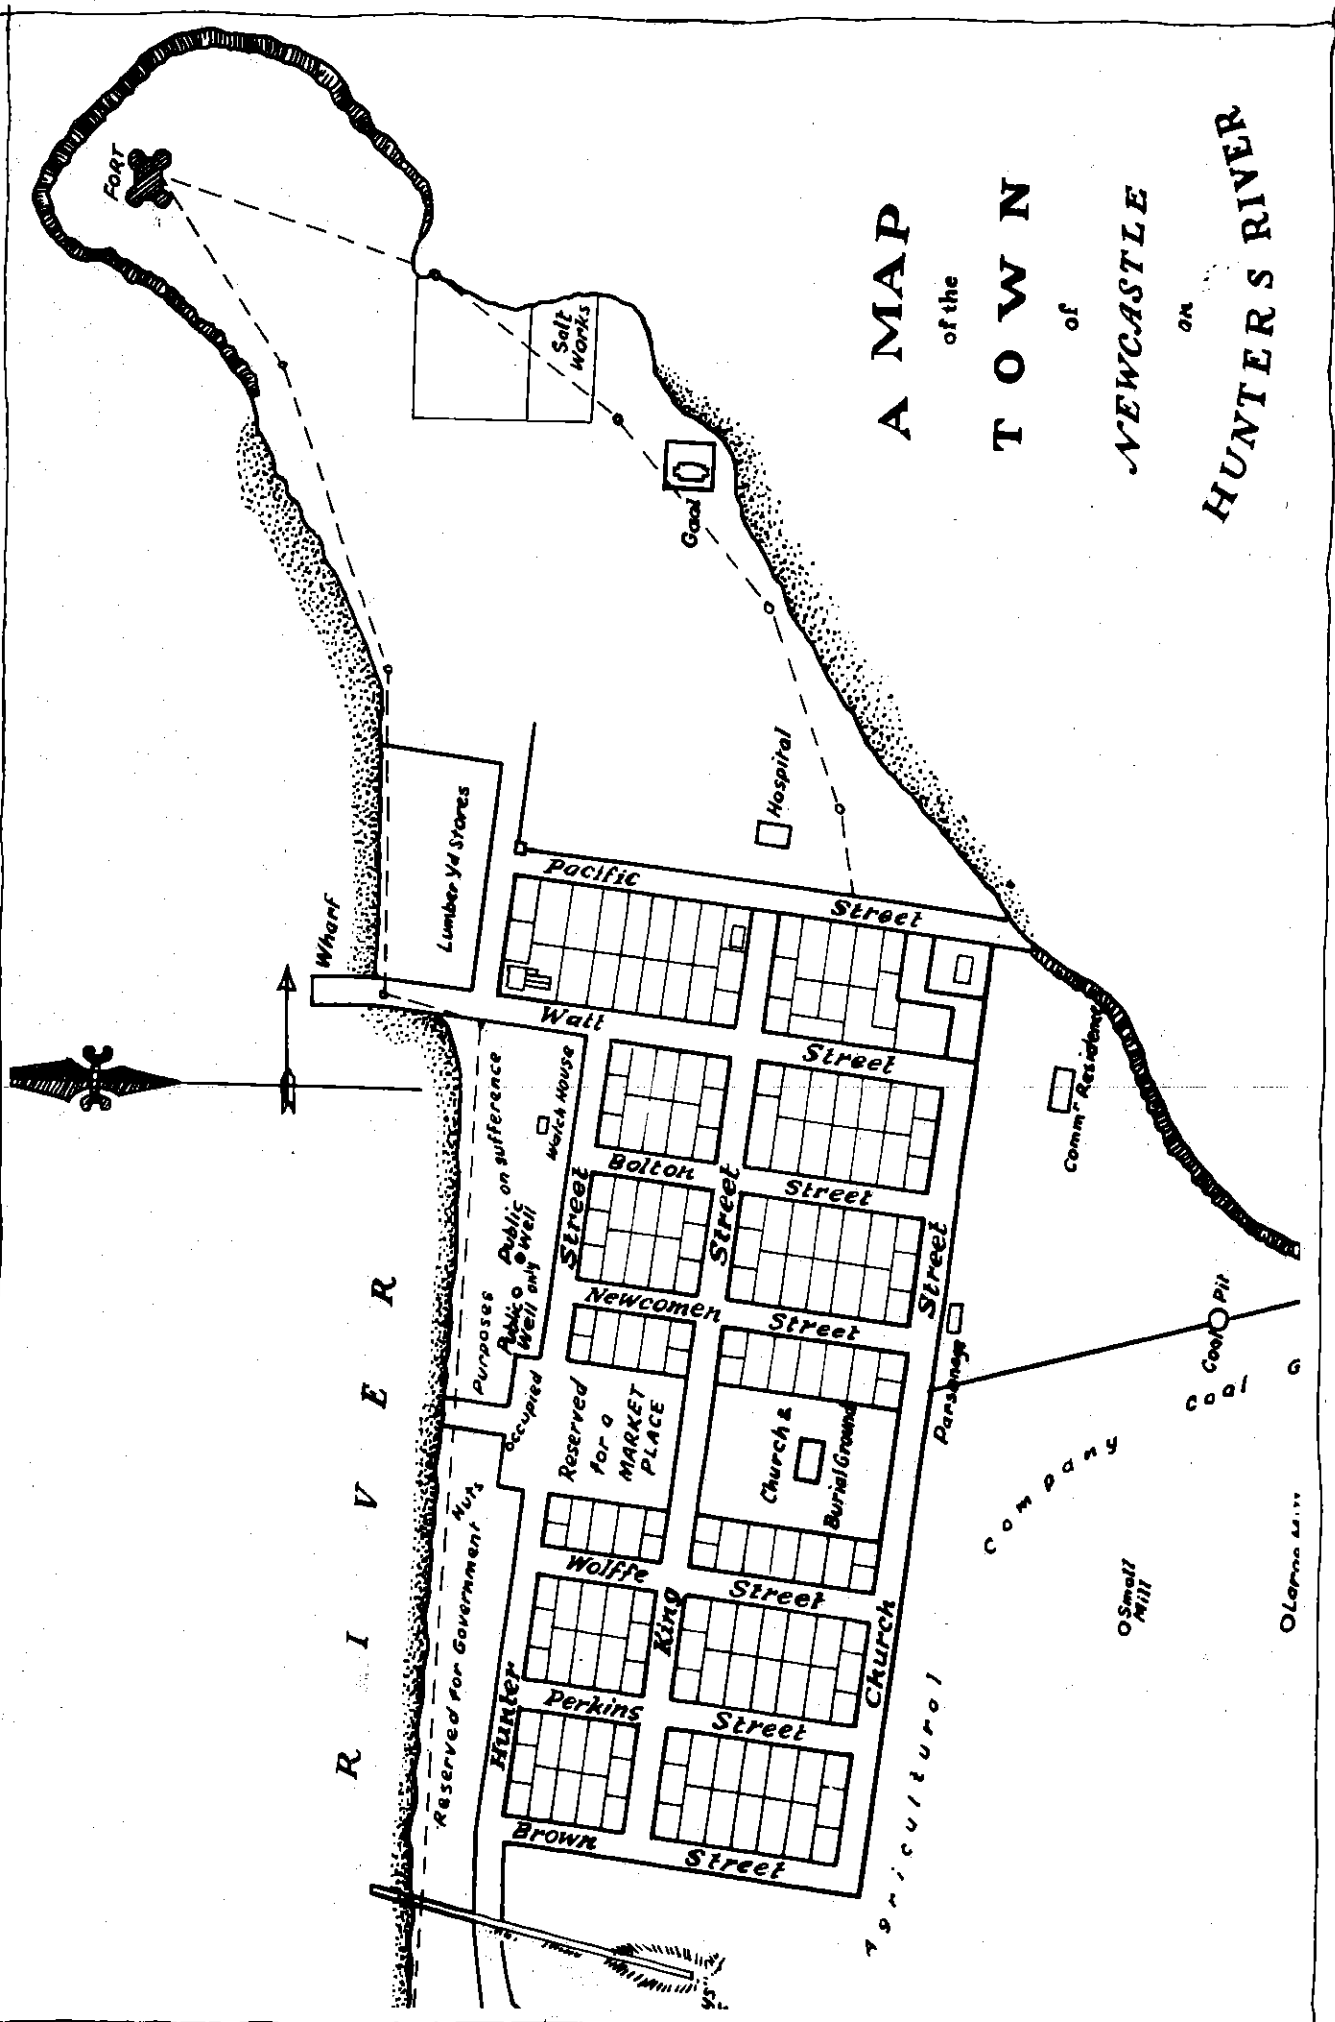 A MAP
of the
TOWN
of
NEWCASTLE
on
HUNTERS RIVER
FORT
Salt
Works
Gaol
Hospital
Wharf
Lumber Yd Stores
Pacific Street
Watt Street
Bolton Street
Newcomen Street
Wolffe Street
Perkins Street
Brown Street
Hunter Street
King Street
Church Street
RIVER
Reserved for Government Purposes
Huts
occupied
on sufference
only
Public
Well
Public
Well
Watch House
Reserved
for a
MARKET
PLACE
Church &
Burial Ground
Parsonage
Comm<sup>r</sup> Residence
Coal Pit
Agricultural Company coal
G
Small
Mill